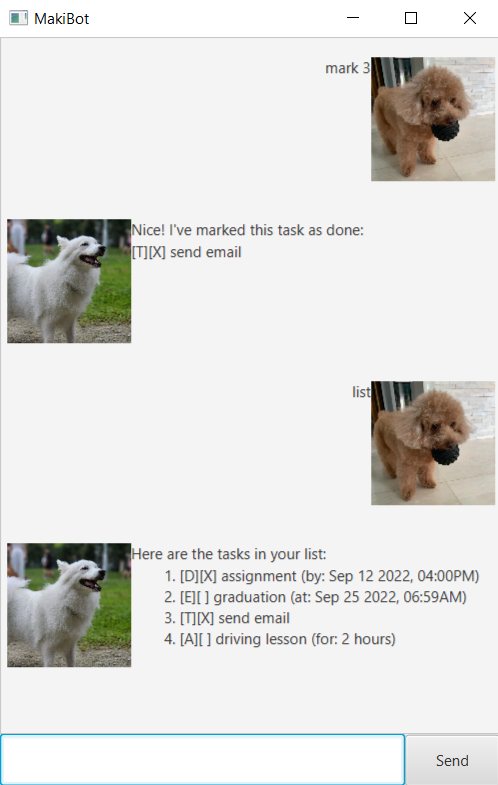 MakiBot
mark 3
Nice! I've marked this task as done:
[T][X] send email
list
Here are the tasks in your list:
1. [D][X] assignment (by: Sep 12 2022, 04:00PM)
2. [E][ ] graduation (at: Sep 25 2022, 06:59AM)
3. [T][X] send email
4. [A][ ] driving lesson (for: 2 hours)
Send